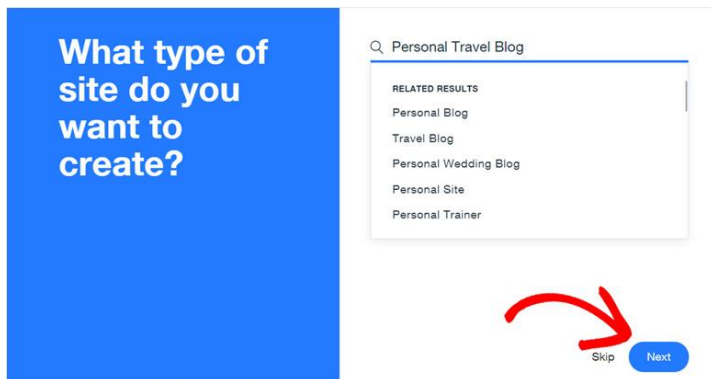 What type of
site do you
want to
create?
Personal Travel Blog
RELATED RESULTS
Personal Blog
Travel Blog
Personal Wedding Blog
Personal Site
Personal Trainer
Skip
Next